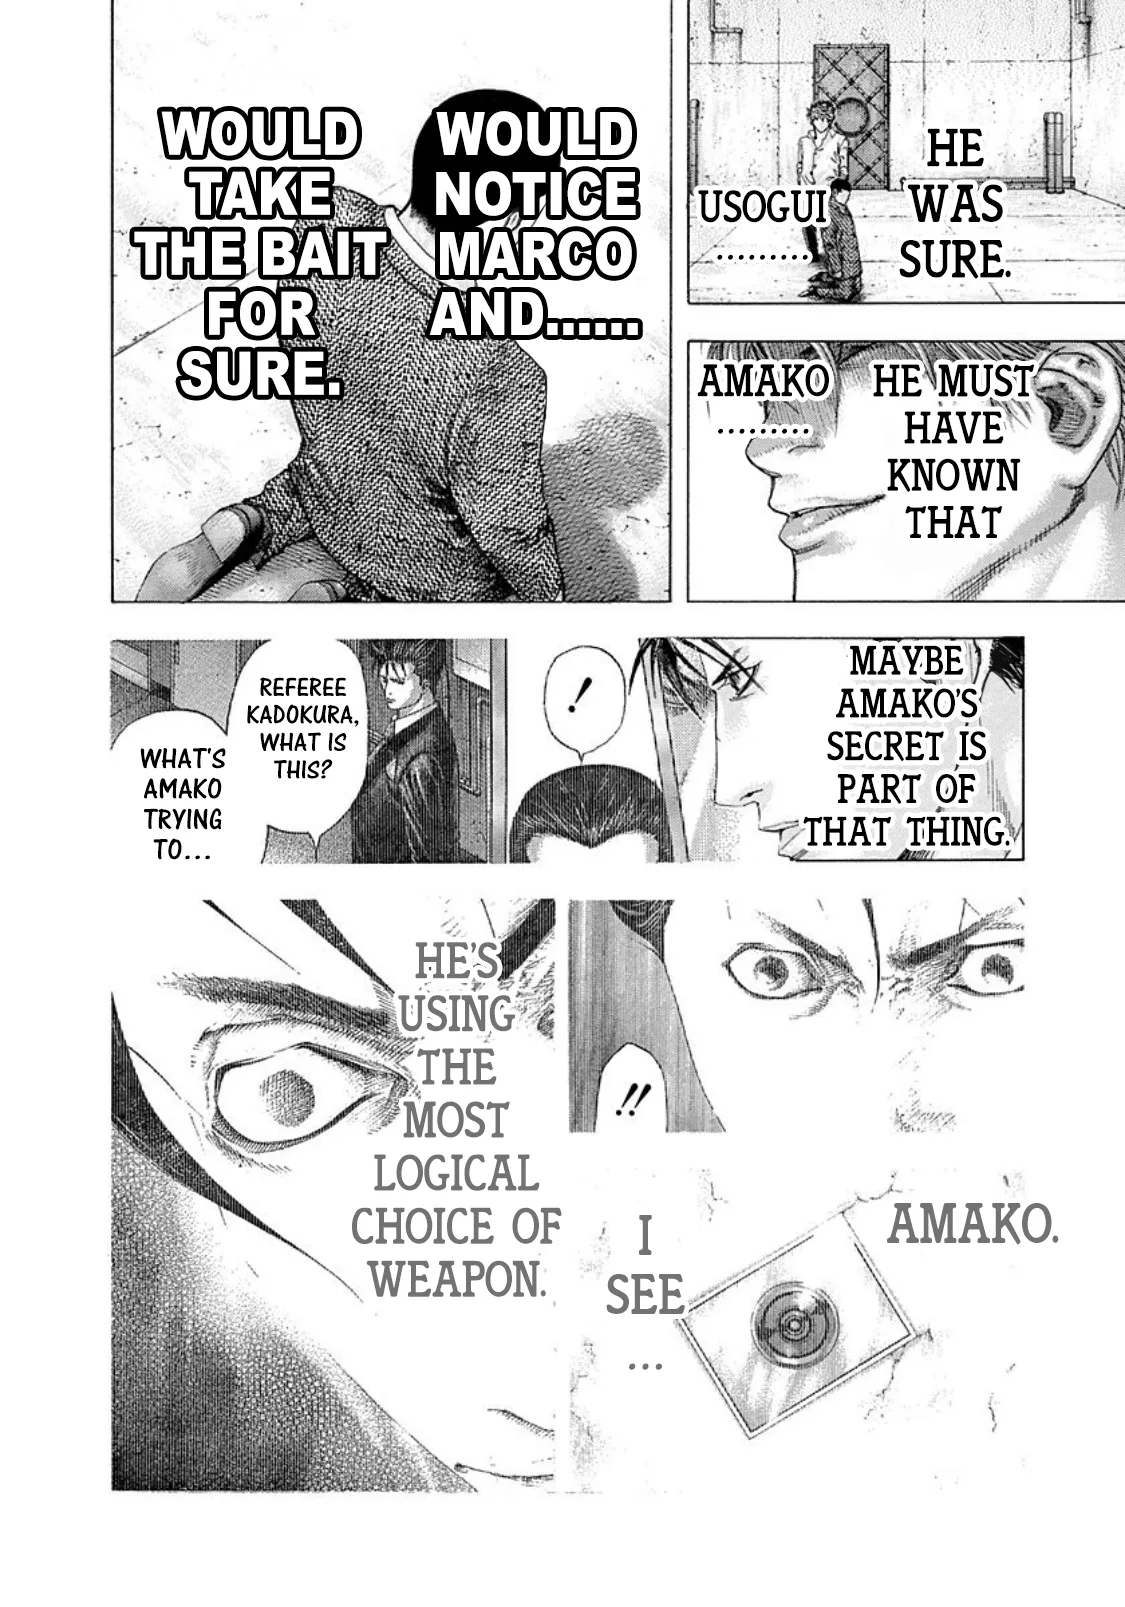 HE
WAS
SURE.
USOGUI
.........
HE MUST
HAVE
KNOWN
THAT
AMAKO
.........
WOULD
NOTICE
MARCO
AND......
WOULD
TAKE
THE BAIT
FOR
SURE.
MAYBE
AMAKO'S
SECRET IS
PART OF
THAT THING.
!
REFEREE
KADOKURA,
WHAT IS
THIS?
WHAT'S
AMAKO
TRYING
TO...
!!
AMAKO.
I
SEE
...
HE'S
USING
THE
MOST
LOGICAL
CHOICE OF
WEAPON.